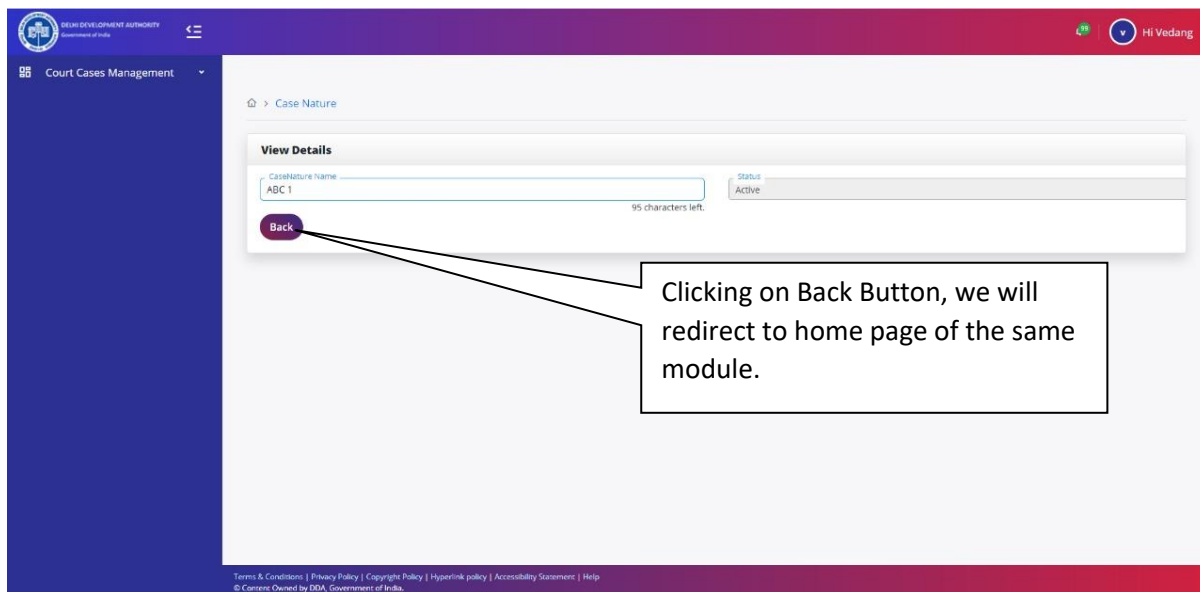 DELHI DEVELOPMENT AUTHORITY
Government of India
99
v
Hi Vedang
Court Cases Management
> Case Nature
View Details
CaseNature Name
ABC 1
Status
Active
95 characters left.
Back
Clicking on Back Button, we will
redirect to home page of the same
module.
Terms & Conditions | Privacy Policy | Copyright Policy | Hyperlink policy | Accessibility Statement | Help
© Content Owned by DDA, Government of India.